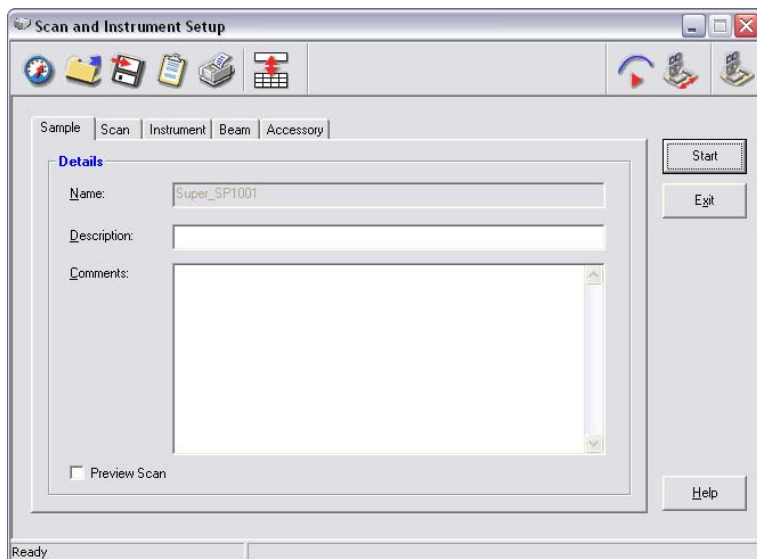 Scan and Instrument Setup
Sample Scan Instrument Beam Accessory
Details
Name: Super_SP1001
Description:
Comments:
Preview Scan
Start
Exit
Help
Ready